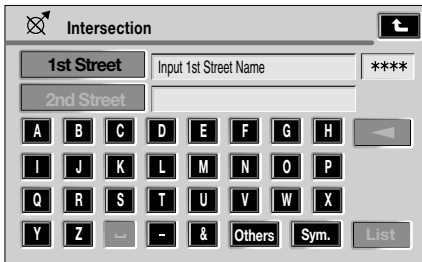 Intersection
1st Street Input 1st Street Name ****
2nd Street
A B C D E F G H
I J K L M N O P
Q R S T U V W X
Y Z - & Others Sym. List